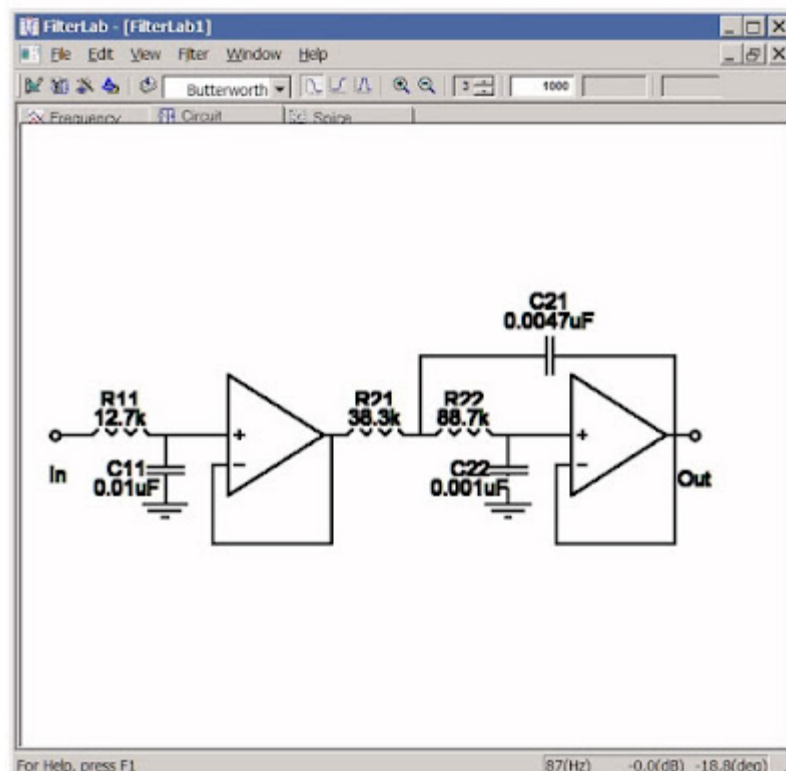 FilterLab - [FilterLab1]
File Edit View Filter Window Help
Butterworth 3 1000
Frequency Circuit Spice
C21
0.0047uF
R11 R21 R22
12.7k 38.3k 88.7k
+ +
In C11 - C22 - Out
0.01uF 0.001uF
For Help, press F1 87(Hz) -0.0(dB) -18.8(deg)